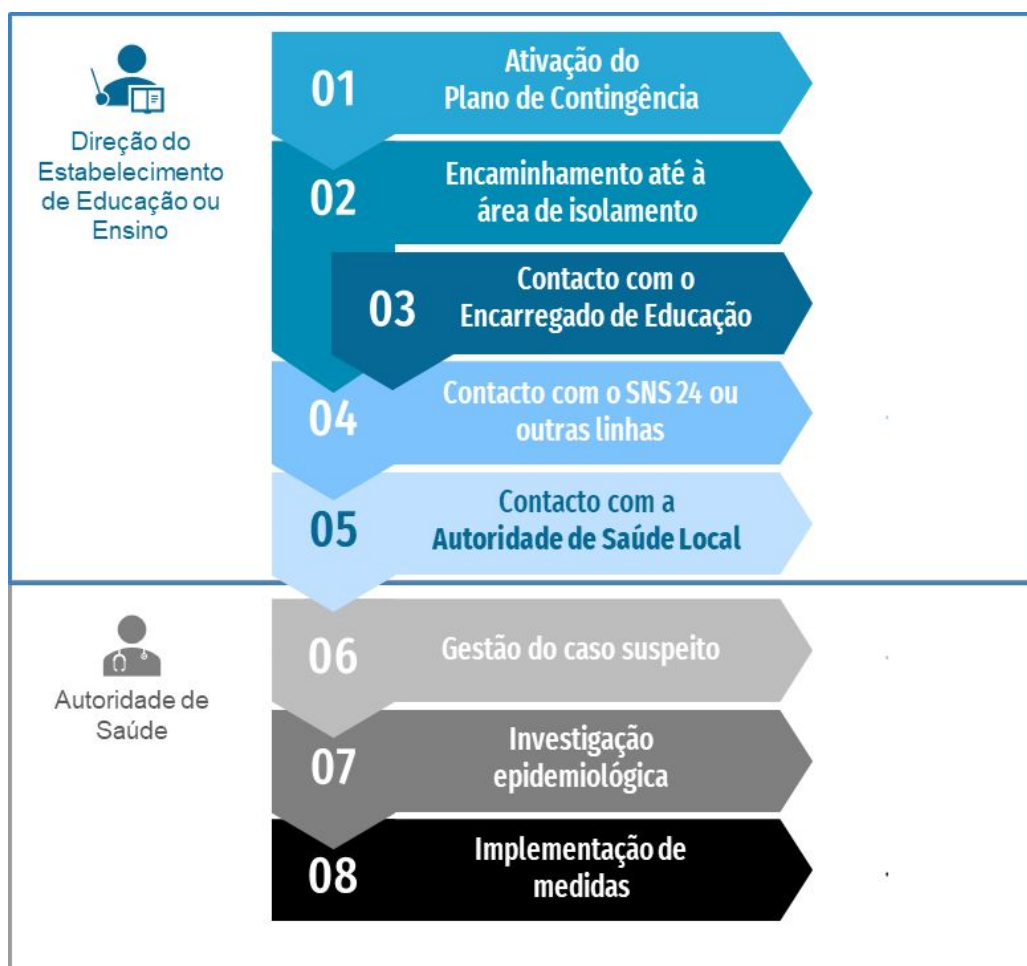 Direção do
Estabelecimento
de Educação ou
Ensino
01
Ativação do
Plano de Contingência
02
Encaminhamento até à
área de isolamento
03
Contacto com o
Encarregado de Educação
04
Contacto com o SNS 24 ou
outras linhas
05
Contacto com a
Autoridade de Saúde Local
Autoridade de
Saúde
06
Gestão do caso suspeito
07
Investigação
epidemiológica
08
Implementação de
medidas